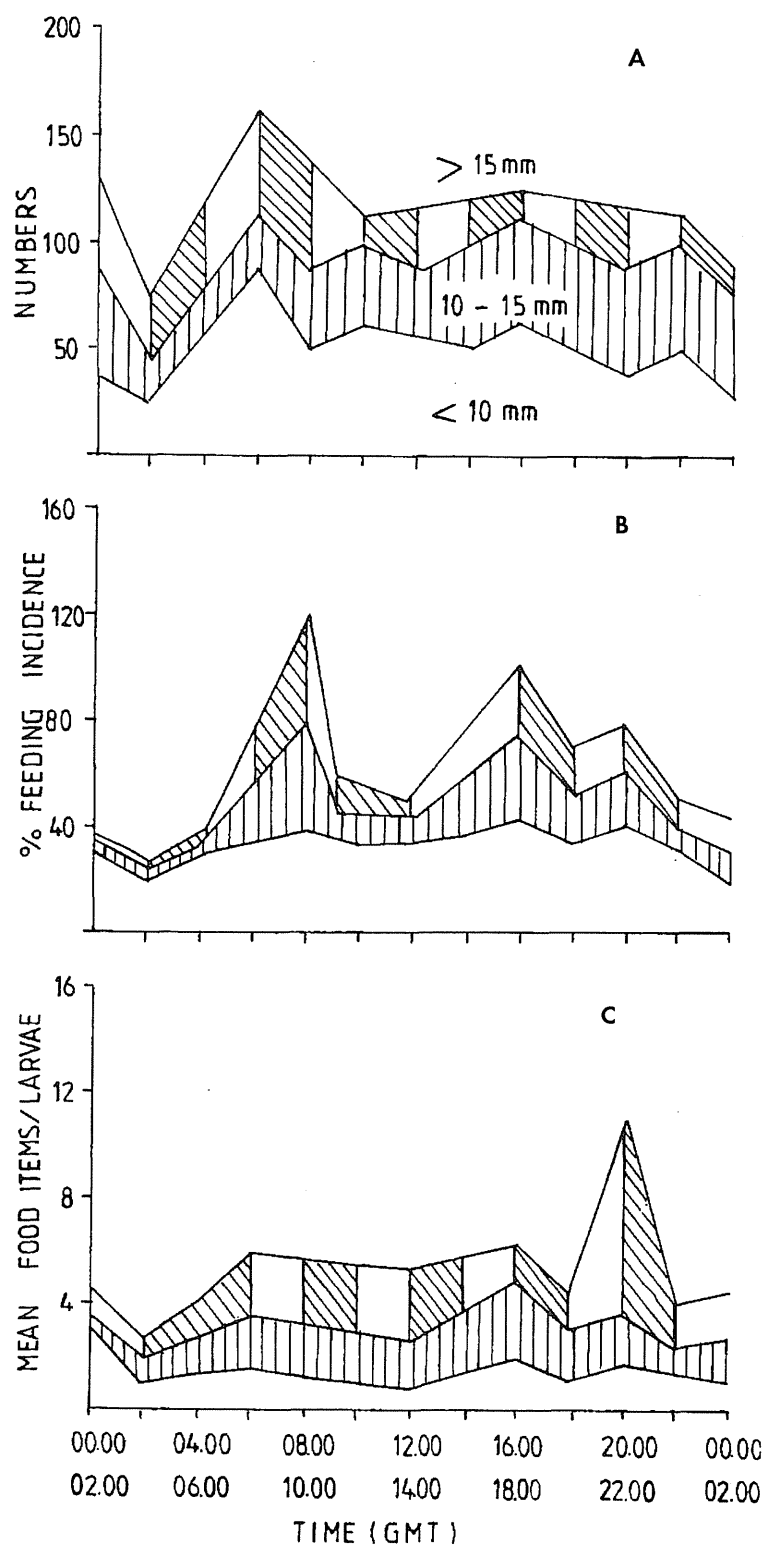 A
200
150
100
50
NUMBERS
> 15 mm
10 - 15 mm
< 10 mm
B
160
120
80
40
% FEEDING INCIDENCE
C
16
12
8
4
MEAN FOOD ITEMS/LARVAE
00.00 04.00 08.00 12.00 16.00 20.00 00.00
02.00 06.00 10.00 14.00 18.00 22.00 02.00
TIME (GMT)